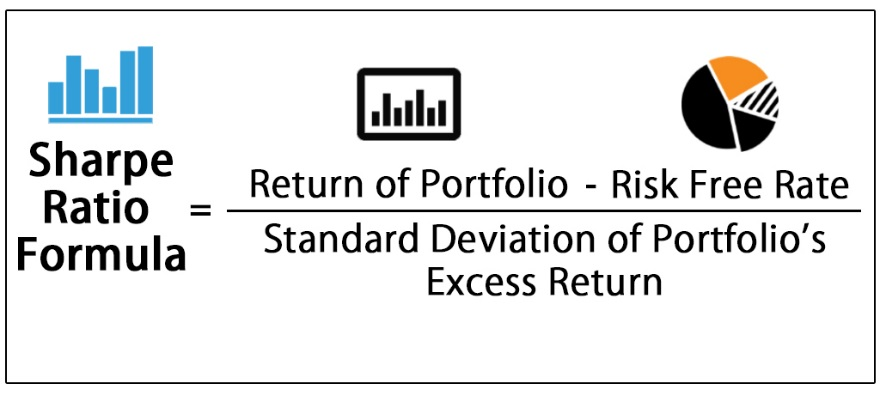 Sharpe
Ratio
Formula
=
Return of Portfolio - Risk Free Rate
Standard Deviation of Portfolio's
Excess Return